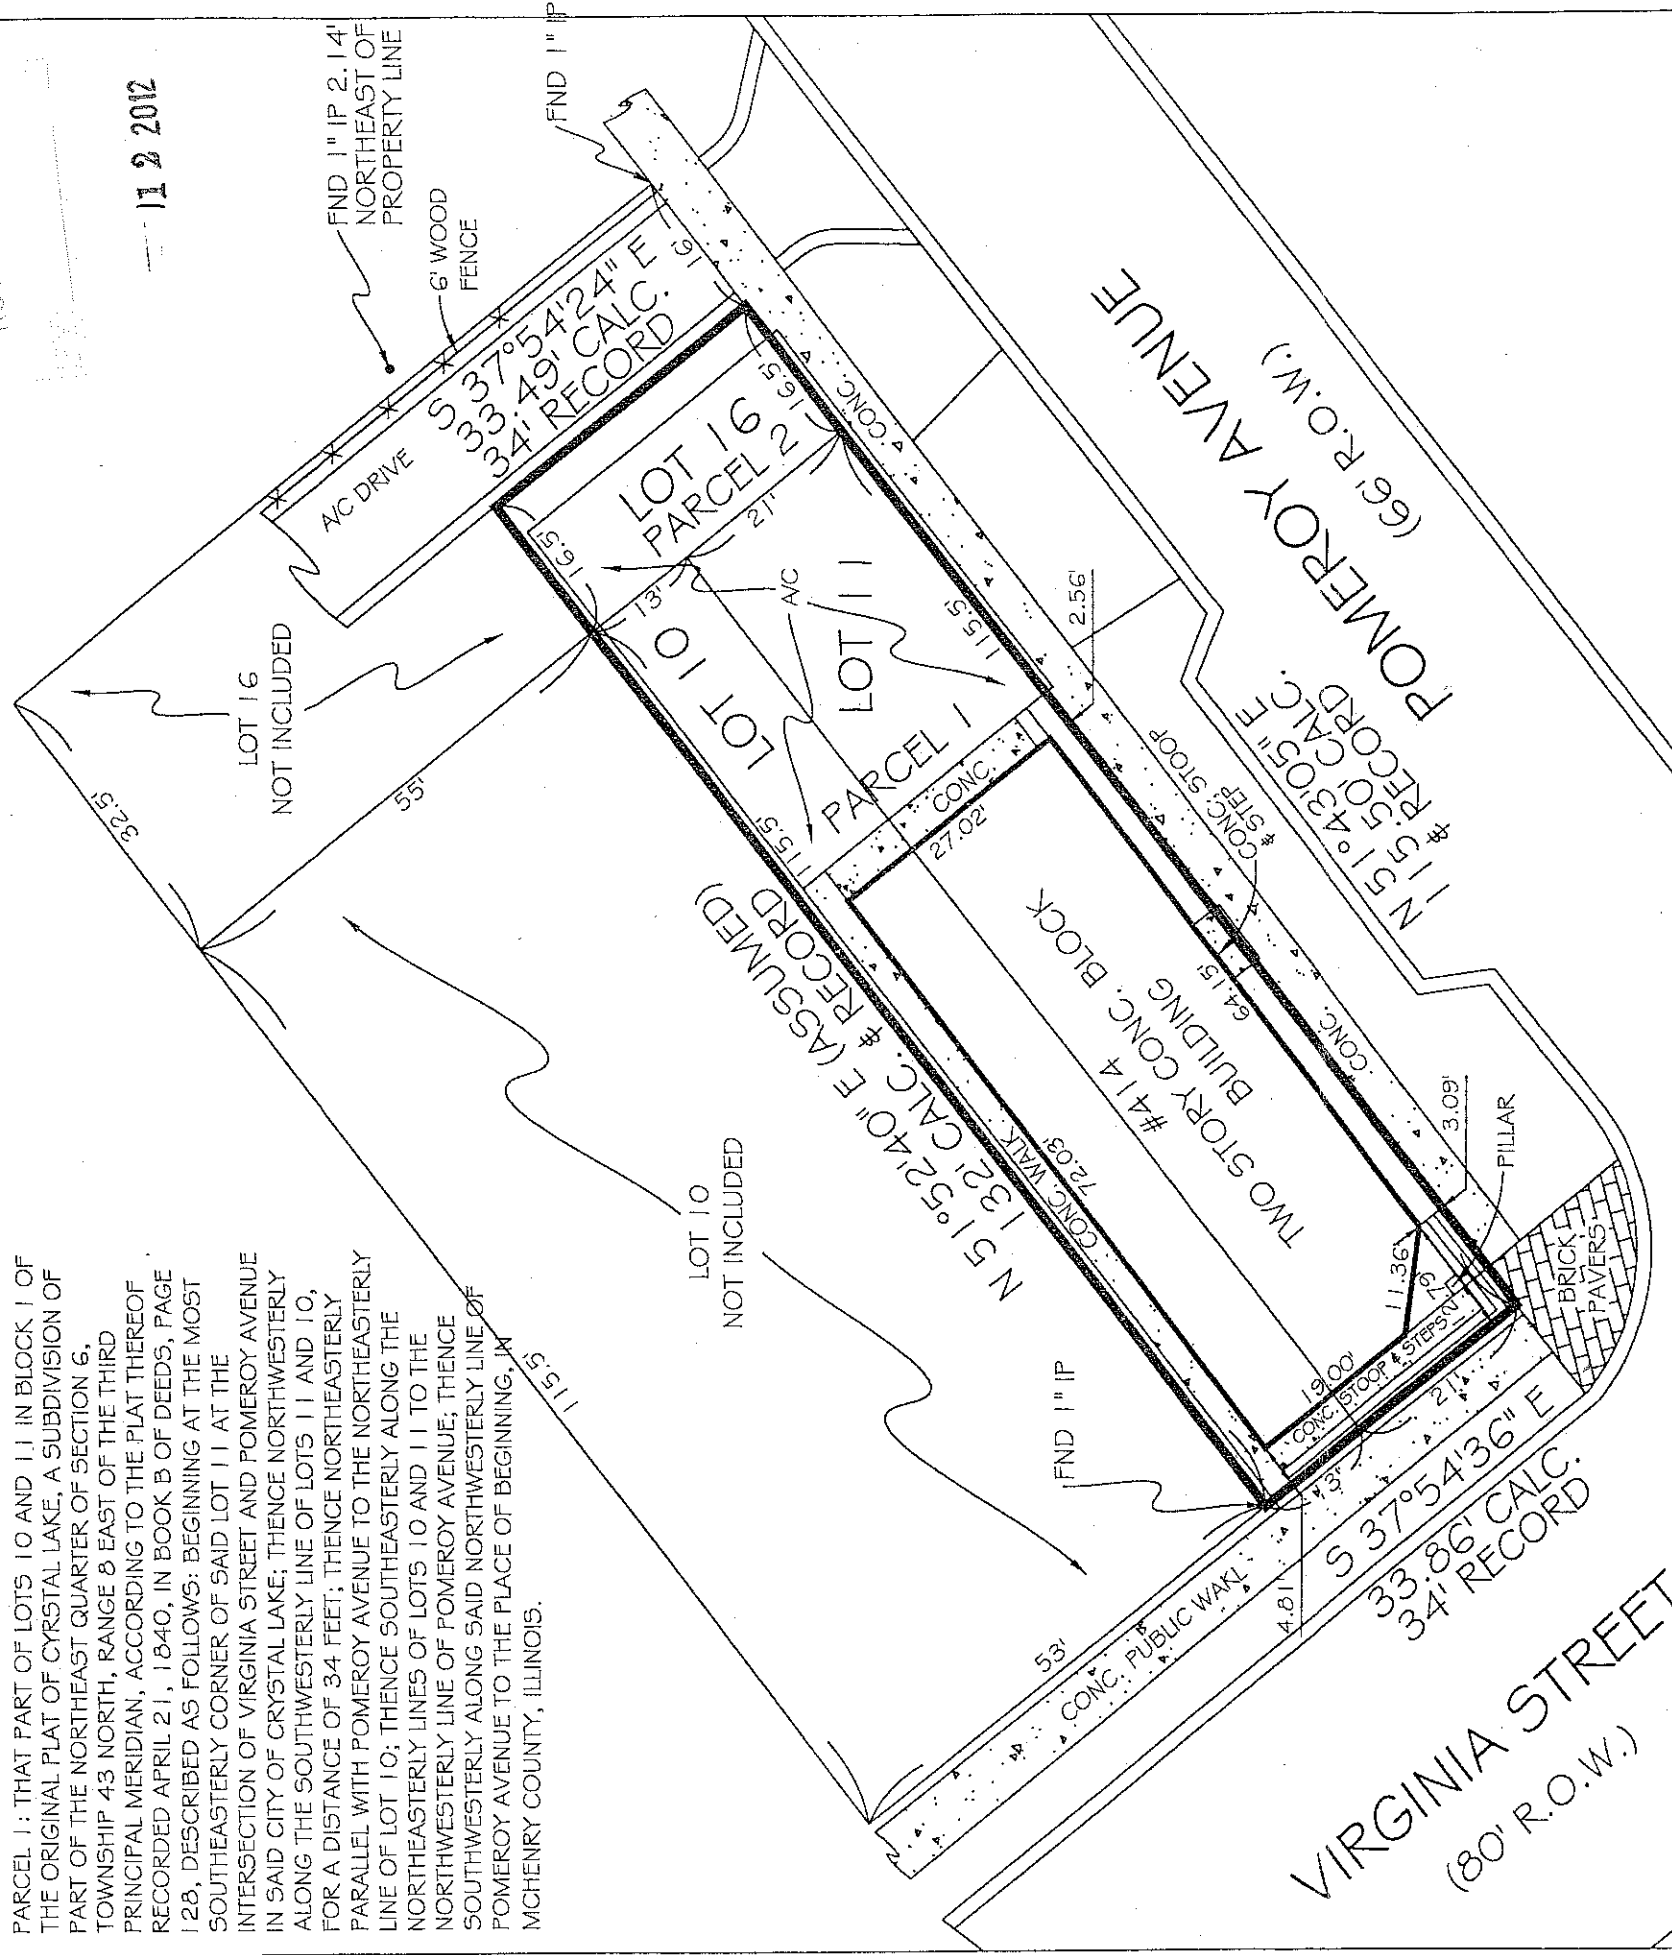 PARCEL 1: THAT PART OF LOTS 10 AND 11 IN BLOCK 1 OF
THE ORIGINAL PLAT OF CYRSTAL LAKE, A SUBDIVISION OF
PART OF THE NORTHEAST QUARTER OF SECTION 6,
TOWNSHIP 43 NORTH, RANGE 8 EAST OF THE THIRD
PRINCIPAL MERIDIAN, ACCORDING TO THE PLAT THEREOF
RECORDED APRIL 21, 1840, IN BOOK B OF DEEDS, PAGE
128, DESCRIBED AS FOLLOWS: BEGINNING AT THE MOST
SOUTHEASTERLY CORNER OF SAID LOT 11 AT THE
INTERSECTION OF VIRGINIA STREET AND POMEROY AVENUE
IN SAID CITY OF CRYSTAL LAKE; THENCE NORTHWESTERLY
ALONG THE SOUTHWESTERLY LINE OF LOTS 11 AND 10,
FOR A DISTANCE OF 34 FEET; THENCE NORTHEASTERLY
PARALLEL WITH POMEROY AVENUE TO THE NORTHEASTERLY
LINE OF LOT 10; THENCE SOUTHEASTERLY ALONG THE
NORTHEASTERLY LINES OF LOTS 10 AND 11 TO THE
NORTHWESTERLY LINE OF POMEROY AVENUE; THENCE
SOUTHWESTERLY ALONG SAID NORTHWESTERLY LINE OF
POMEROY AVENUE TO THE PLACE OF BEGINNING, IN
MCHENRY COUNTY, ILLINOIS.
12 2012
FND 1" IP 2.14'
NORTHEAST OF
PROPERTY LINE
6' WOOD
FENCE
FND 1" IP
A/C DRIVE
S 37°54'24" E
33.49' CALC.
34' RECORD
16'
LOT 16
NOT INCLUDED
32.5'
55'
115.5'
LOT 16
PARCEL 2
16.5'
16.5'
13'
21'
A/C
LOT 10
LOT 11
PARCEL 1
115.5'
115.5'
2.56'
CONC.
CONC.
27.02'
N 51°52'40" E (ASSUMED)
132' CALC. & RECORD
CONC. WALK
72.03'
#414
TWO STORY CONC. BLOCK
BUILDING
64.15'
CONC. STOOP
& STEP
CONC.
N 51°43'05" E
115.50' CALC.
& RECORD
POMEROY AVENUE
(66' R.O.W.)
LOT 10
NOT INCLUDED
FND 1" IP
11.36'
3.09'
PILLAR
19.00'
CONC. STOOP & STEPS
2.79'
BRICK
PAVERS
13'
21'
4.81'
53'
CONC. PUBLIC WAKL
S 37°54'36" E
33.86' CALC.
34' RECORD
VIRGINIA STREET
(80' R.O.W.)